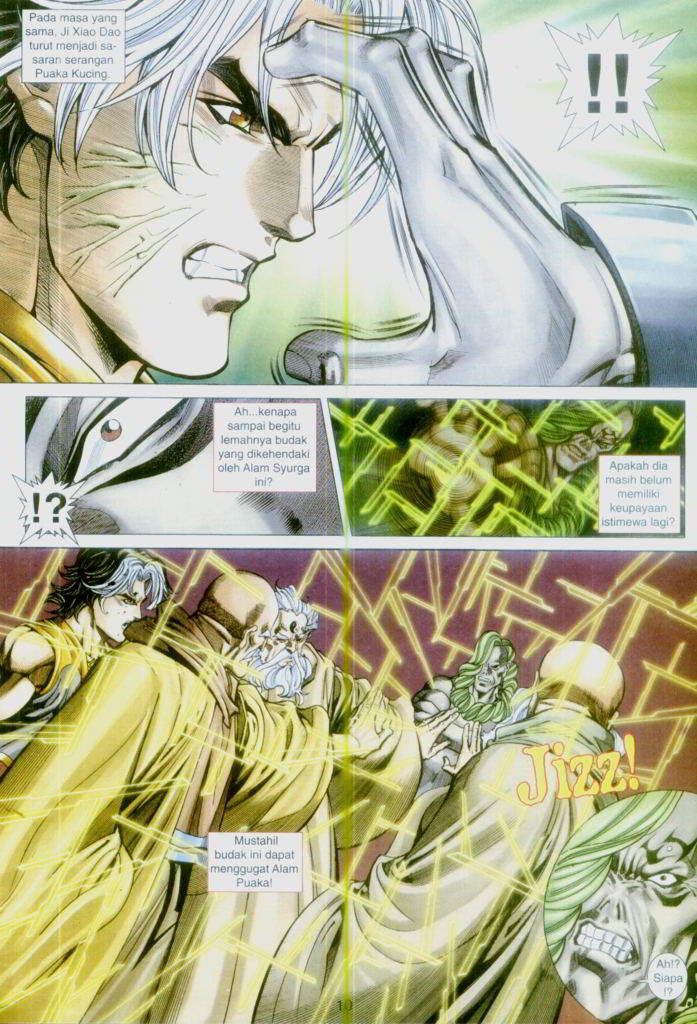 Pada masa yang
sama, Ji Xiao Dao
turut menjadi sa-
saran serangan
Puaka Kucing.
!!
!?
Ah...kenapa
sampai begitu
lemahnya budak
yang dikehendaki
oleh Alam Syurga
ini?
Apakah dia
masih belum
memiliki
keupayaan
istimewa lagi?
Jizz!
Mustahil
budak ini dapat
menggugat Alam
Puaka!
Ah!?
Siapa
!?
10